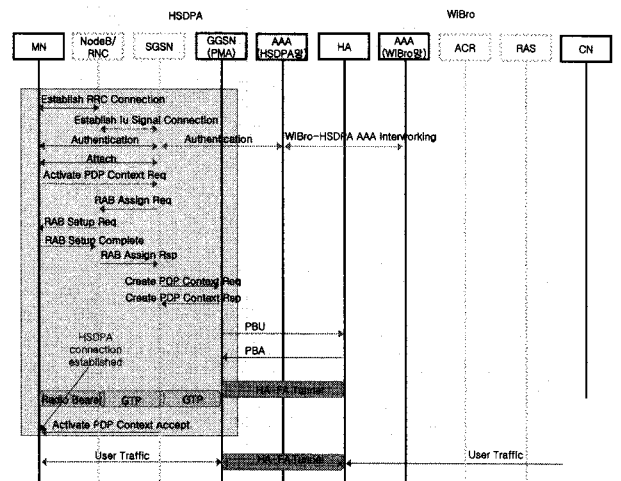 HSDPA
WiBro
MN
NodeB/
RNC
SGSN
GGSN
(PMA)
AAA
(HSDPA망)
HA
AAA
(WiBro망)
ACR
RAS
CN
Establish RRC Connection
Establish Iu Signal Connection
Authentication
Authentication
WiBro-HSDPA AAA Interworking
Attach
Activate PDP Context Req
RAB Assign Req
RAB Setup Req
RAB Setup Complete
RAB Assign Rsp
Create PDP Context Req
Create PDP Context Rsp
PBU
HSDPA
connection
established
PBA
HA-FA Tunnel
Radio Bearer
GTP
GTP
Activate PDP Context Accept
User Traffic
HA-FA Tunnel
User Traffic